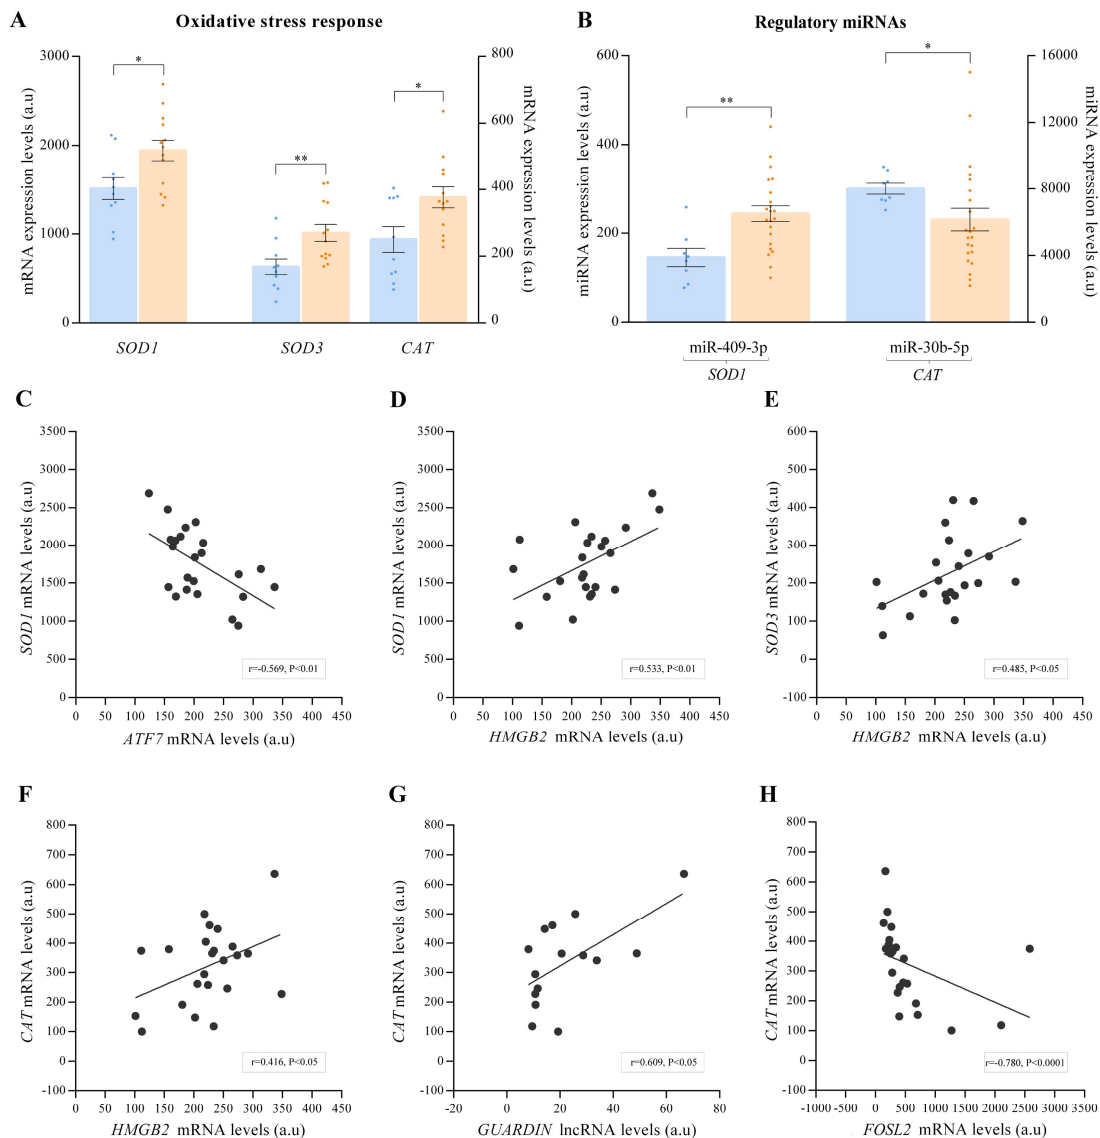 A
Oxidative stress response
B
Regulatory miRNAs
mRNA expression levels (a.u)
3000
2000
1000
0
*
**
*
800
600
400
200
0
mRNA expression levels (a.u)
SOD1
SOD3
CAT
miRNA expression levels (a.u)
600
400
200
0
**
*
16000
12000
8000
4000
0
miRNA expression levels (a.u)
miR-409-3p
miR-30b-5p
SOD1
CAT
C
SOD1 mRNA levels (a.u)
3500
3000
2500
2000
1500
1000
500
0
r=-0.569, P<0.01
0 50 100 150 200 250 300 350 400 450
ATF7 mRNA levels (a.u)
D
SOD1 mRNA levels (a.u)
3500
3000
2500
2000
1500
1000
500
0
r=0.533, P<0.01
0 50 100 150 200 250 300 350 400 450
HMGB2 mRNA levels (a.u)
E
SOD3 mRNA levels (a.u)
600
500
400
300
200
100
0
-100
r=0.485, P<0.05
0 50 100 150 200 250 300 350 400 450
HMGB2 mRNA levels (a.u)
F
CAT mRNA levels (a.u)
800
700
600
500
400
300
200
100
0
-100
r=0.416, P<0.05
0 50 100 150 200 250 300 350 400 450
HMGB2 mRNA levels (a.u)
G
CAT mRNA levels (a.u)
800
700
600
500
400
300
200
100
0
-100
r=0.609, P<0.05
-20 0 20 40 60 80
GUARDIN lncRNA levels (a.u)
H
CAT mRNA levels (a.u)
800
700
600
500
400
300
200
100
0
-100
r=-0.780, P<0.0001
-1000 -500 0 500 1000 1500 2000 2500 3000 3500
FOSL2 mRNA levels (a.u)